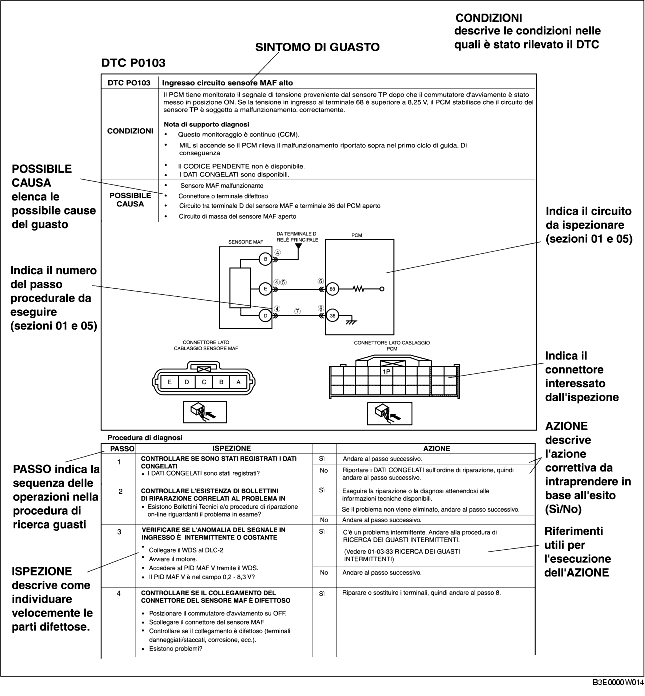 CONDIZIONI
descrive le condizioni nelle
quali è stato rilevato il DTC
SINTOMO DI GUASTO
DTC P0103
DTC P0103 Ingresso circuito sensore MAF alto
CONDIZIONI
Il PCM tiene monitorato il segnale di tensione proveniente dal sensore TP dopo che il commutatore d'avviamento è stato
messo in posizione ON. Se la tensione in ingresso al terminale 68 è superiore a 8,25 V, il PCM stabilisce che il circuito del
sensore TP è soggetto a malfunzionamento. correctamente.
Nota di supporto diagnosi
• Questo monitoraggio è continuo (CCM).
• MIL si accende se il PCM rileva il malfunzionamento riportato sopra nel primo ciclo di guida. Di
conseguenza
• Il CODICE PENDENTE non è disponibile.
• I DATI CONGELATI sono disponibili.
POSSIBILE
CAUSA
• Sensore MAF malfunzionante
• Connettore o terminale difettoso
• Circuito tra terminale D del sensore MAF e terminale 36 del PCM aperto
• Circuito di massa del sensore MAF aperto
POSSIBILE
CAUSA
elenca le
possibile cause
del guasto
Indica il numero
del passo
procedurale da
eseguire
(sezioni 01 e 05)
Indica il circuito
da ispezionare
(sezioni 01 e 05)
Indica il
connettore
interessato
dall'ispezione
SENSORE MAF
DA TERMINALE D
RELÈ PRINCIPALE
PCM
B
E
D
88
36
CONNETTORE LATO
CABLAGGIO SENSORE MAF
E D C B A
CONNETTORE LATO CABLAGGIO
PCM
1P
Procedura di diagnosi
PASSO ISPEZIONE AZIONE
1 CONTROLLARE SE SONO STATI REGISTRATI I DATI
CONGELATI
• I DATI CONGELATI sono stati registrati?
Sì Andare al passo successivo.
No Riportare i DATI CONGELATI sull'ordine di riparazione, quindi
andare al passo successivo.
2 CONTROLLARE L'ESISTENZA DI BOLLETTINI
DI RIPARAZIONE CORRELATI AL PROBLEMA IN
• Esistono Bollettini Tecnici e/o procedure di riparazione
on-line riguardanti il problema in esame?
Sì Eseguire la riparazione o la diagnosi attenendosi alle
informazioni tecniche disponibili.
Se il problema non viene eliminato, andare al passo successivo.
No Andare al passo successivo.
3 VERIFICARE SE L'ANOMALIA DEL SEGNALE IN
INGRESSO È INTERMITTENTE O COSTANTE
• Collegare il WDS al DLC-2
• Avviare il motore.
• Accedere al PID MAF V tramite il WDS.
• Il PID MAF V è nel campo 0,2 - 8,3 V?
Sì C'è un problema intermittente. Andare alla procedura di
RICERCA DEI GUASTI INTERMITTENTI.
(Vedere 01-03-33 RICERCA DEI GUASTI
INTERMITTENTI)
No Andare al passo successivo.
4 CONTROLLARE SE IL COLLEGAMENTO DEL
CONNETTORE DEL SENSORE MAF È DIFETTOSO
• Posizionare il commutatore d'avviamento su OFF.
• Scollegare il connettore del sensore MAF
• Controllare se il collegamento è difettoso (terminali
danneggiati/staccati, corrosione, ecc.).
• Esistono problemi?
Sì Riparare o sostituire i terminali, quindi andare al passo 8.
PASSO indica la
sequenza delle
operazioni nella
procedura di
ricerca guasti
ISPEZIONE
descrive come
individuare
velocemente le
parti difettose.
AZIONE
descrive
l'azione
correttiva da
intraprendere in
base all'esito
(Sì/No)
Riferimenti
utili per
l'esecuzione
dell'AZIONE
B3E0000W014